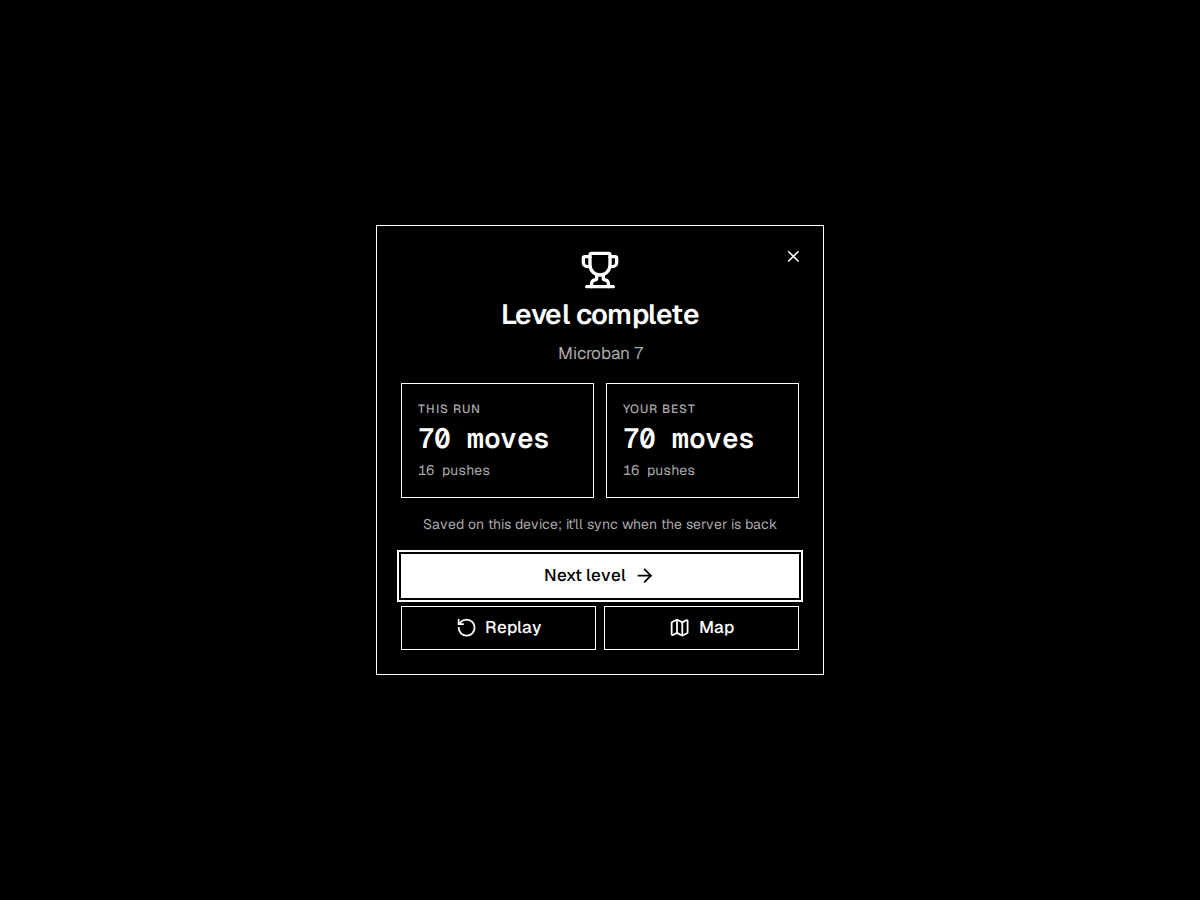 Level complete
Microban 7
THIS RUN
70 moves
16 pushes
YOUR BEST
70 moves
16 pushes
Saved on this device; it'll sync when the server is back
Next level
Replay
Map